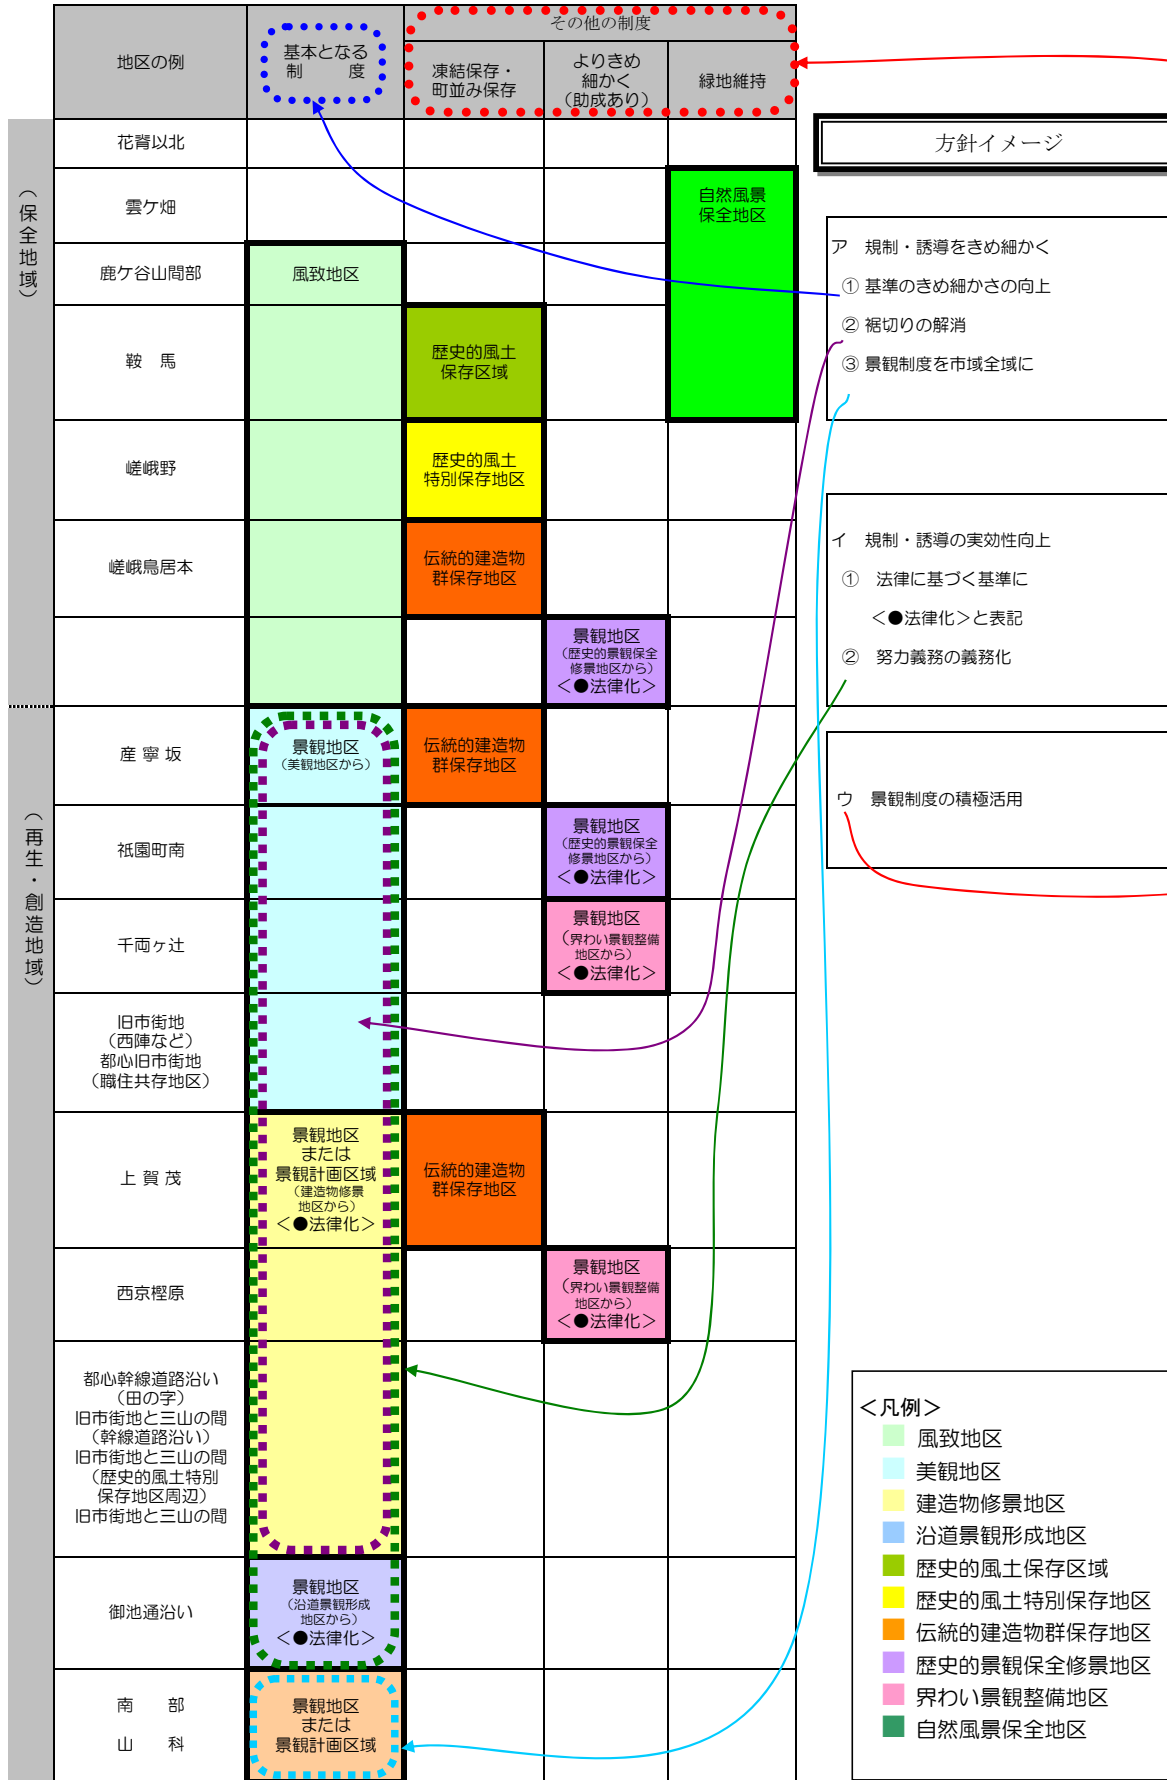 地区の例
基本となる
制　　度
その他の制度
凍結保存・
町並み保存
よりきめ
細かく
（助成あり）
緑地維持
（保全地域）
花背以北
雲ケ畑
自然風景
保全地区
鹿ケ谷山間部
風致地区
鞍　馬
歴史的風土
保存区域
嵯峨野
歴史的風土
特別保存地区
嵯峨鳥居本
伝統的建造物
群保存地区
景観地区
（歴史的景観保全
修景地区から）
＜●法律化＞
（再生・創造地域）
産 寧 坂
景観地区
（美観地区から）
伝統的建造物
群保存地区
祇園町南
景観地区
（歴史的景観保全
修景地区から）
＜●法律化＞
千両ヶ辻
景観地区
（界わい景観整備
地区から）
＜●法律化＞
旧市街地
（西陣など）
都心旧市街地
（職住共存地区）
上 賀 茂
景観地区
または
景観計画区域
（建造物修景
地区から）
＜●法律化＞
伝統的建造物
群保存地区
西京樫原
景観地区
（界わい景観整備
地区から）
＜●法律化＞
都心幹線道路沿い
（田の字）
旧市街地と三山の間
（幹線道路沿い）
旧市街地と三山の間
（歴史的風土特別
保存地区周辺）
旧市街地と三山の間
御池通沿い
景観地区
（沿道景観形成
地区から）
＜●法律化＞
南　　部
山　　科
景観地区
または
景観計画区域
方針イメージ
ア　規制・誘導をきめ細かく
① 基準のきめ細かさの向上
② 裾切りの解消
③ 景観制度を市域全域に
イ　規制・誘導の実効性向上
①　法律に基づく基準に
＜●法律化＞と表記
②　努力義務の義務化
ウ　景観制度の積極活用
＜凡例＞
風致地区
美観地区
建造物修景地区
沿道景観形成地区
歴史的風土保存区域
歴史的風土特別保存地区
伝統的建造物群保存地区
歴史的景観保全修景地区
界わい景観整備地区
自然風景保全地区